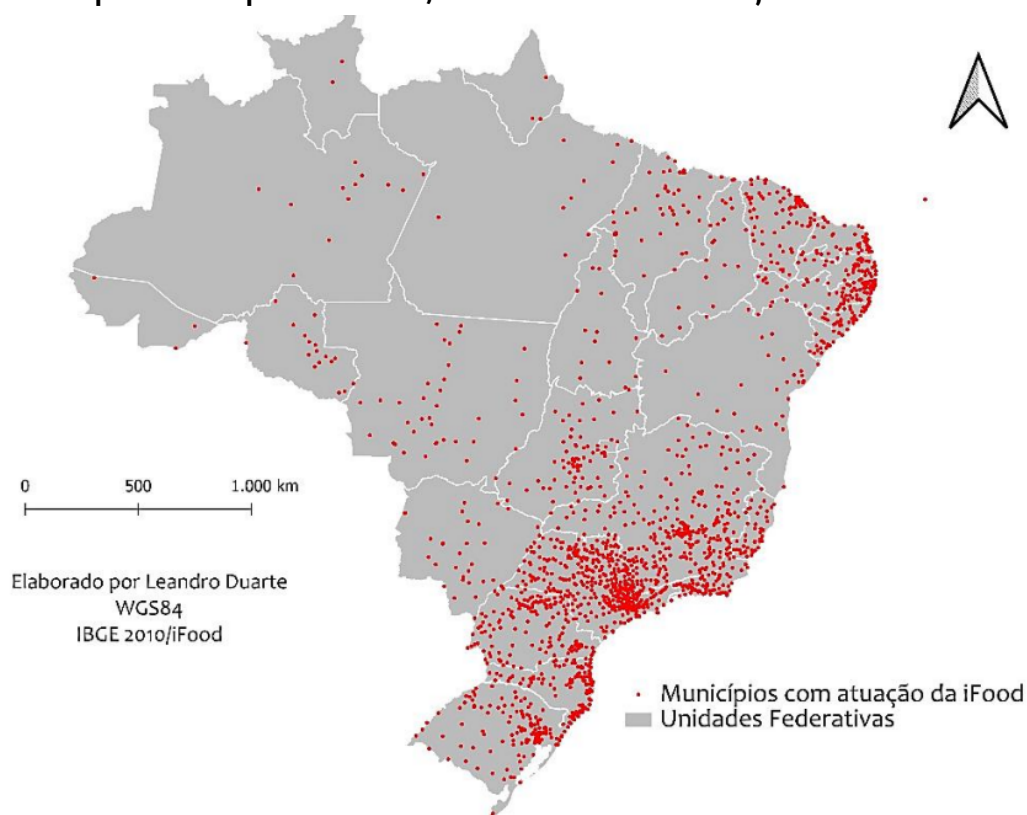 0 500 1.000 km
Elaborado por Leandro Duarte
WGS84
IBGE 2010/iFood
Municípios com atuação da iFood
Unidades Federativas